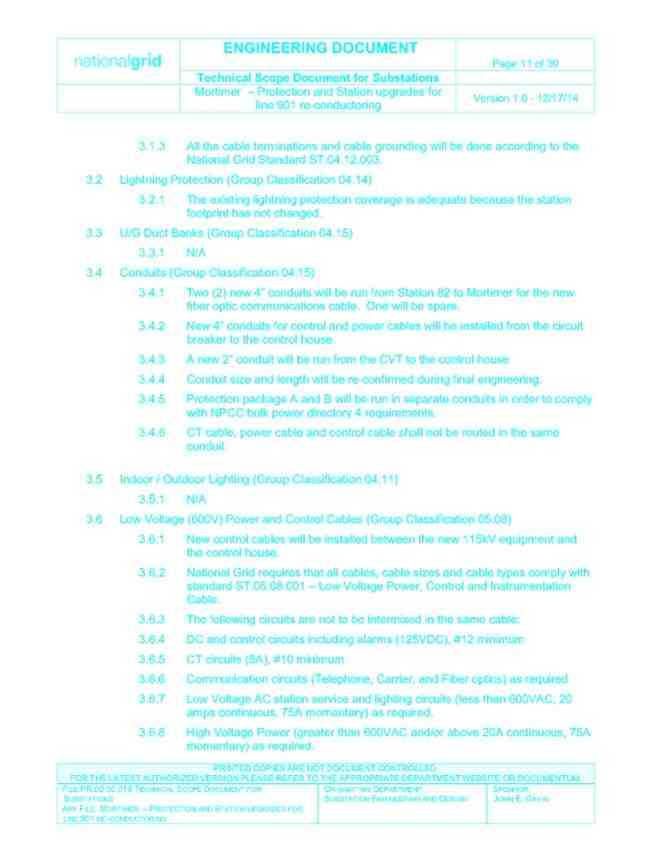 nationalgrid
ENGINEERING DOCUMENT
Page 11 of 39
Technical Scope Document for Substations
Mortimer – Protection and Station upgrades for
line 901 re-conductoring
Version 1.0 - 12/17/14
3.1.3 All the cable terminations and cable grounding will be done according to the
National Grid Standard ST.04.12.003.
3.2 Lightning Protection (Group Classification 04.14)
3.2.1 The existing lightning protection coverage is adequate because the station
footprint has not changed.
3.3 U/G Duct Banks (Group Classification 04.15)
3.3.1 N/A
3.4 Conduits (Group Classification 04.15)
3.4.1 Two (2) new 4" conduits will be run from Station 82 to Mortimer for the new
fiber optic communications cable. One will be spare.
3.4.2 New 4" conduits for control and power cables will be installed from the circuit
breaker to the control house.
3.4.3 A new 2" conduit will be run from the CVT to the control house
3.4.4 Conduit size and length will be re-confirmed during final engineering.
3.4.5 Protection package A and B will be run in separate conduits in order to comply
with NPCC bulk power directory 4 requirements.
3.4.6 CT cable, power cable and control cable shall not be routed in the same
conduit.
3.5 Indoor / Outdoor Lighting (Group Classification 04.11)
3.5.1 N/A
3.6 Low Voltage (600V) Power and Control Cables (Group Classification 05.08)
3.6.1 New control cables will be installed between the new 115kV equipment and
the control house.
3.6.2 National Grid requires that all cables, cable sizes and cable types comply with
standard ST.05.08.001 – Low Voltage Power, Control and Instrumentation
Cable.
3.6.3 The following circuits are not to be intermixed in the same cable:
3.6.4 DC and control circuits including alarms (125VDC), #12 minimum
3.6.5 CT circuits (5A), #10 minimum
3.6.6 Communication circuits (Telephone, Carrier, and Fiber optics) as required
3.6.7 Low Voltage AC station service and lighting circuits (less than 600VAC, 20
amps continuous, 75A momentary) as required.
3.6.8 High Voltage Power (greater than 600VAC and/or above 20A continuous, 75A
momentary) as required.
PRINTED COPIES ARE NOT DOCUMENT CONTROLLED.
FOR THE LATEST AUTHORIZED VERSION PLEASE REFER TO THE APPROPRIATE DEPARTMENT WEBSITE OR DOCUMENTUM.
TECHNICAL SCOPE DOCUMENT FOR
SUBSTATIONS
ORIGINATING DEPARTMENT:
SUBSTATION ENGINEERING AND DESIGN
SPONSOR:
JOHN E.
MORTIMER – PROTECTION AND STATION UPGRADES FOR
LINE 901 RE-CONDUCTORING